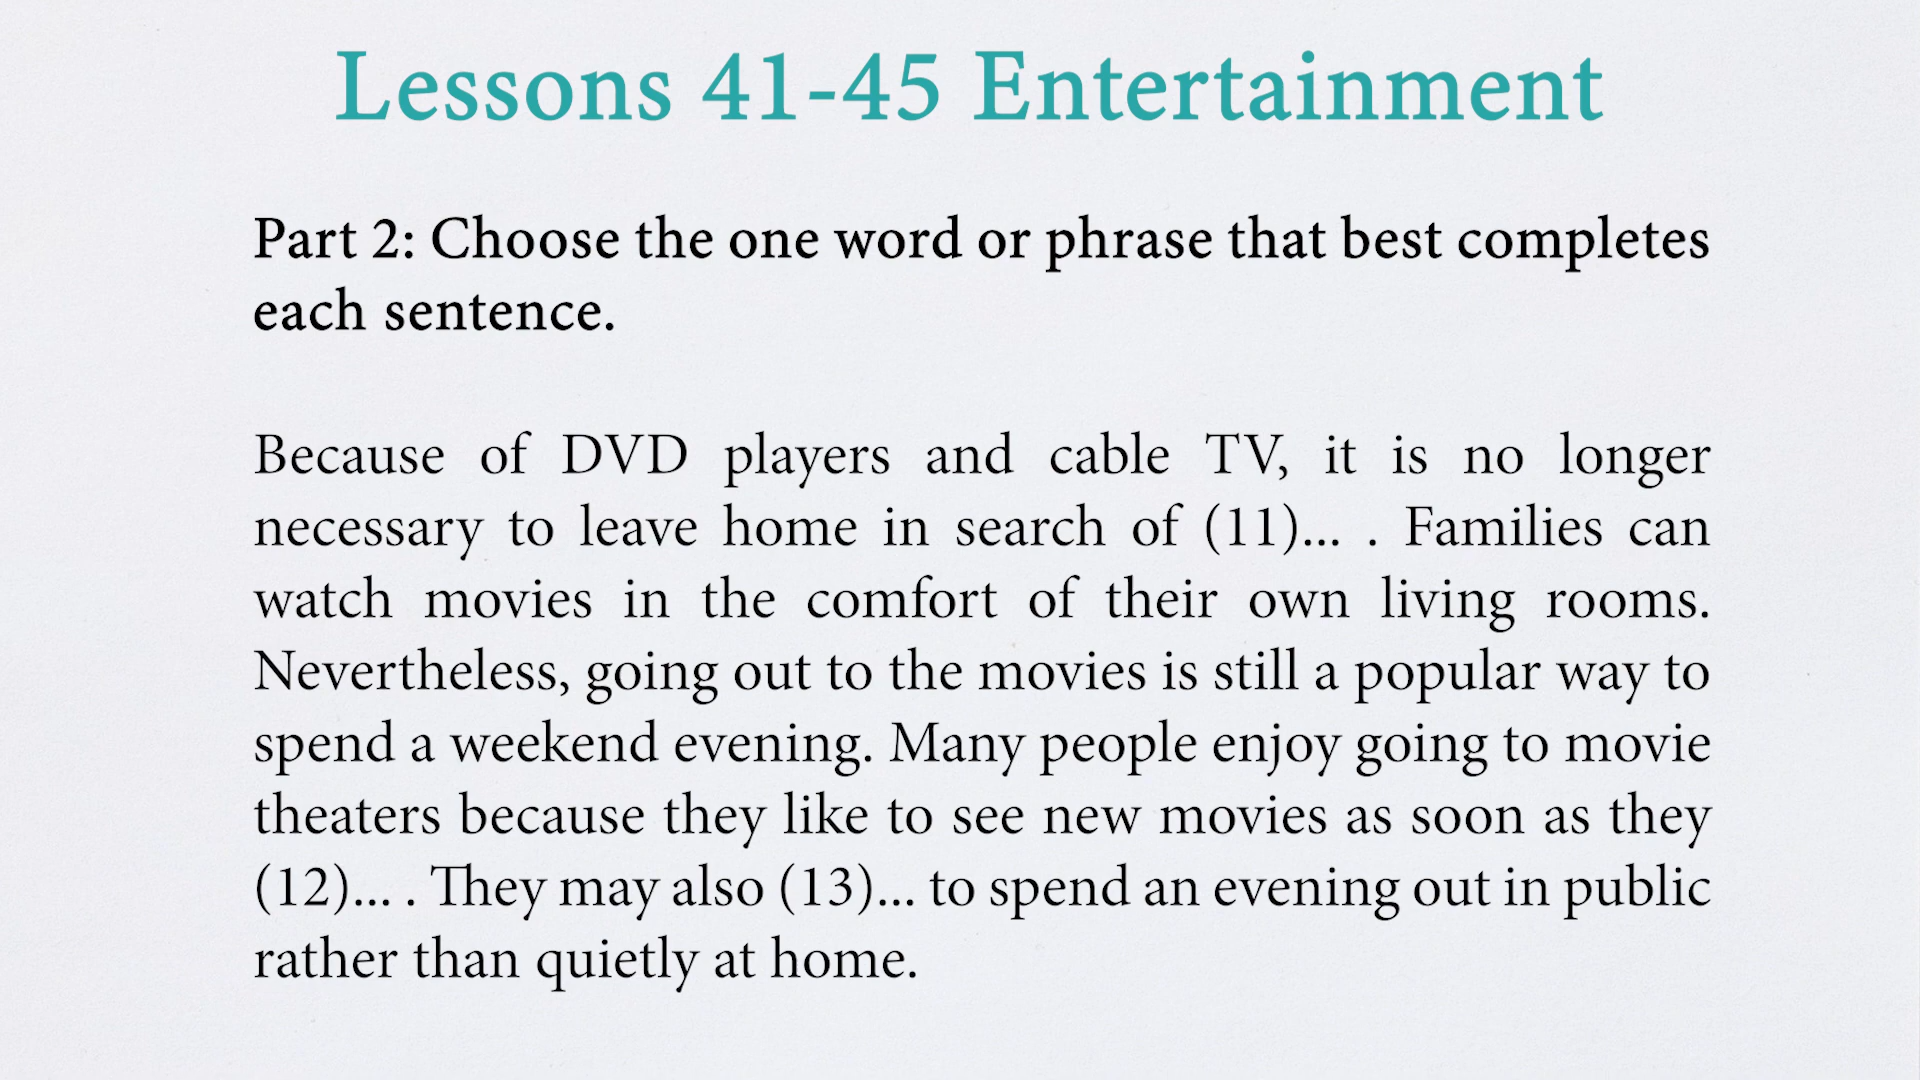 Lessons 41-45 Entertainment
Part 2: Choose the one word or phrase that best completes
each sentence.
Because of DVD players and cable TV, it is no longer
necessary to leave home in search of (11)... . Families can
watch movies in the comfort of their own living rooms.
Nevertheless, going out to the movies is still a popular way to
spend a weekend evening. Many people enjoy going to movie
theaters because they like to see new movies as soon as they
(12)... . They may also (13)... to spend an evening out in public
rather than quietly at home.